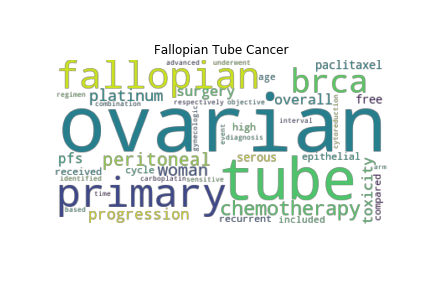 Fallopian Tube Cancer
advanced underwent
fallopian age paclitaxel
brca
regimen platinum surgery
combination respectively objective overall free
ovarian
gynecologic event high diagnosis interval cytoreduction
pfs peritoneal serous epithelial
received cycle woman
identified carboplatin sensitive tube toxicity compared arm
primary time
based progression chemotherapy
recurrent included